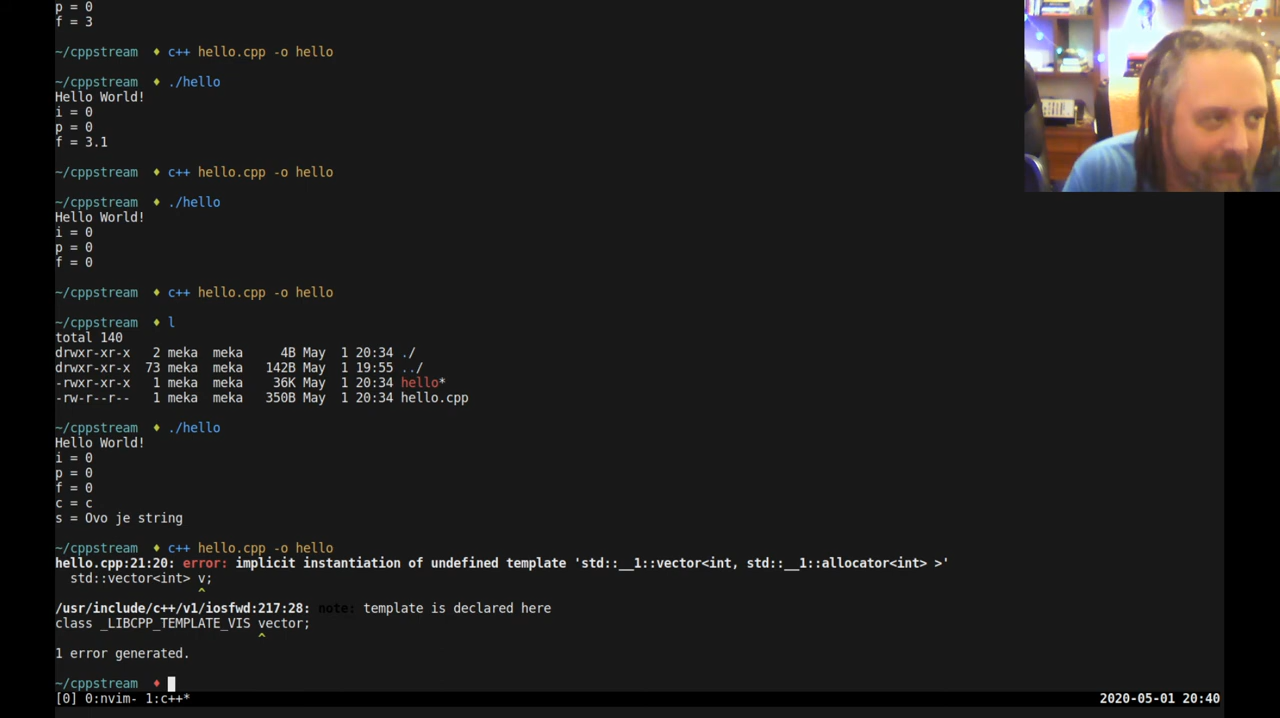 p = 0
f = 3
~/cppstream ♦ c++ hello.cpp -o hello
~/cppstream ♦ ./hello
Hello World!
i = 0
p = 0
f = 3.1
~/cppstream ♦ c++ hello.cpp -o hello
~/cppstream ♦ ./hello
Hello World!
i = 0
p = 0
f = 0
~/cppstream ♦ c++ hello.cpp -o hello
~/cppstream ♦ l
total 140
drwxr-xr-x 2 meka meka 4B May 1 20:34 ./
drwxr-xr-x 73 meka meka 142B May 1 19:55 ../
-rwxr-xr-x 1 meka meka 36K May 1 20:34 hello*
-rw-r--r-- 1 meka meka 350B May 1 20:34 hello.cpp
~/cppstream ♦ ./hello
Hello World!
i = 0
p = 0
f = 0
c = c
s = Ovo je string
~/cppstream ♦ c++ hello.cpp -o hello
hello.cpp:21:20: error: implicit instantiation of undefined template 'std::__1::vector<int, std::__1::allocator<int> >'
std::vector<int> v;
^
/usr/include/c++/v1/iosfwd:217:28: note: template is declared here
class _LIBCPP_TEMPLATE_VIS vector;
^
1 error generated.
~/cppstream ♦
[0] 0:nvim- 1:c++* 2020-05-01 20:40